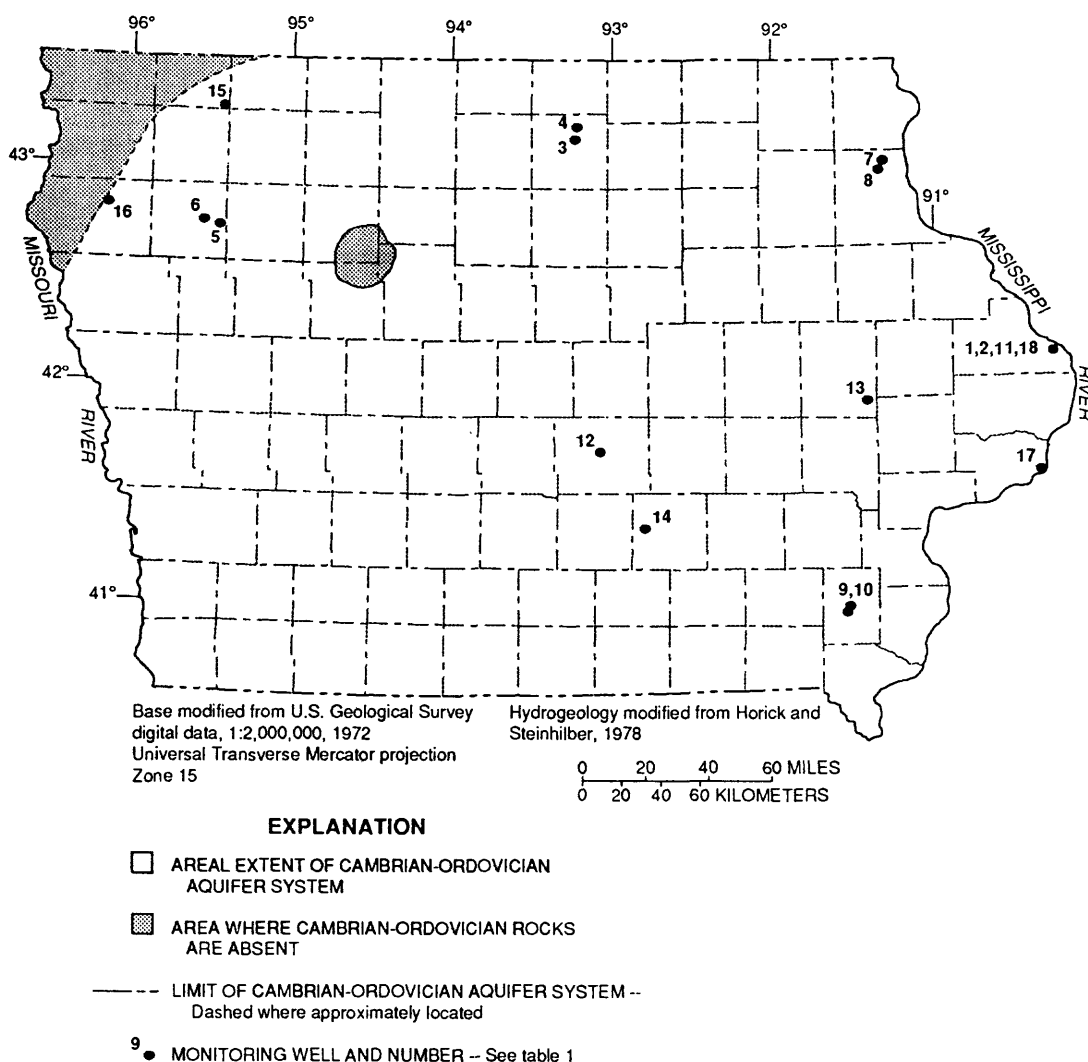 96°
95°
94°
93°
92°
15
4
3
43°
7
8
91°
16
6
5
MISSOURI
MISSISSIPPI
1,2,11,18
42°
13
RIVER
RIVER
12
17
14
41°
9,10
Base modified from U.S. Geological Survey
digital data, 1:2,000,000, 1972
Universal Transverse Mercator projection
Zone 15
Hydrogeology modified from Horick and
Steinhilber, 1978
0 20 40 60 MILES
0 20 40 60 KILOMETERS
EXPLANATION
AREAL EXTENT OF CAMBRIAN-ORDOVICIAN
AQUIFER SYSTEM
AREA WHERE CAMBRIAN-ORDOVICIAN ROCKS
ARE ABSENT
LIMIT OF CAMBRIAN-ORDOVICIAN AQUIFER SYSTEM --
Dashed where approximately located
9
MONITORING WELL AND NUMBER -- See table 1